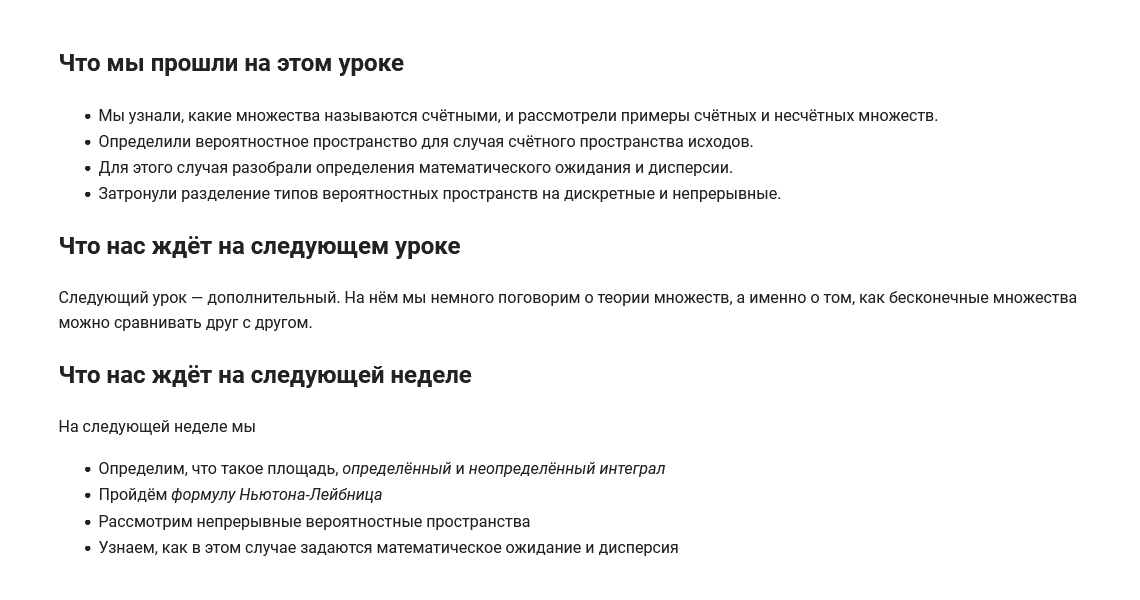 Что мы прошли на этом уроке
• Мы узнали, какие множества называются счётными, и рассмотрели примеры счётных и несчётных множеств.
• Определили вероятностное пространство для случая счётного пространства исходов.
• Для этого случая разобрали определения математического ожидания и дисперсии.
• Затронули разделение типов вероятностных пространств на дискретные и непрерывные.
Что нас ждёт на следующем уроке
Следующий урок — дополнительный. На нём мы немного поговорим о теории множеств, а именно о том, как бесконечные множества
можно сравнивать друг с другом.
Что нас ждёт на следующей неделе
На следующей неделе мы
• Определим, что такое площадь, определённый и неопределённый интеграл
• Пройдём формулу Ньютона-Лейбница
• Рассмотрим непрерывные вероятностные пространства
• Узнаем, как в этом случае задаются математическое ожидание и дисперсия